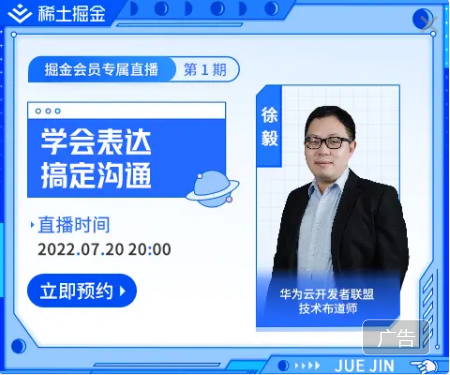 稀土掘金
掘金会员专属直播 第1期
学会表达
搞定沟通
直播时间
2022.07.20 20:00
立即预约
徐毅
华为云开发者联盟
技术布道师
广告
JUE JIN